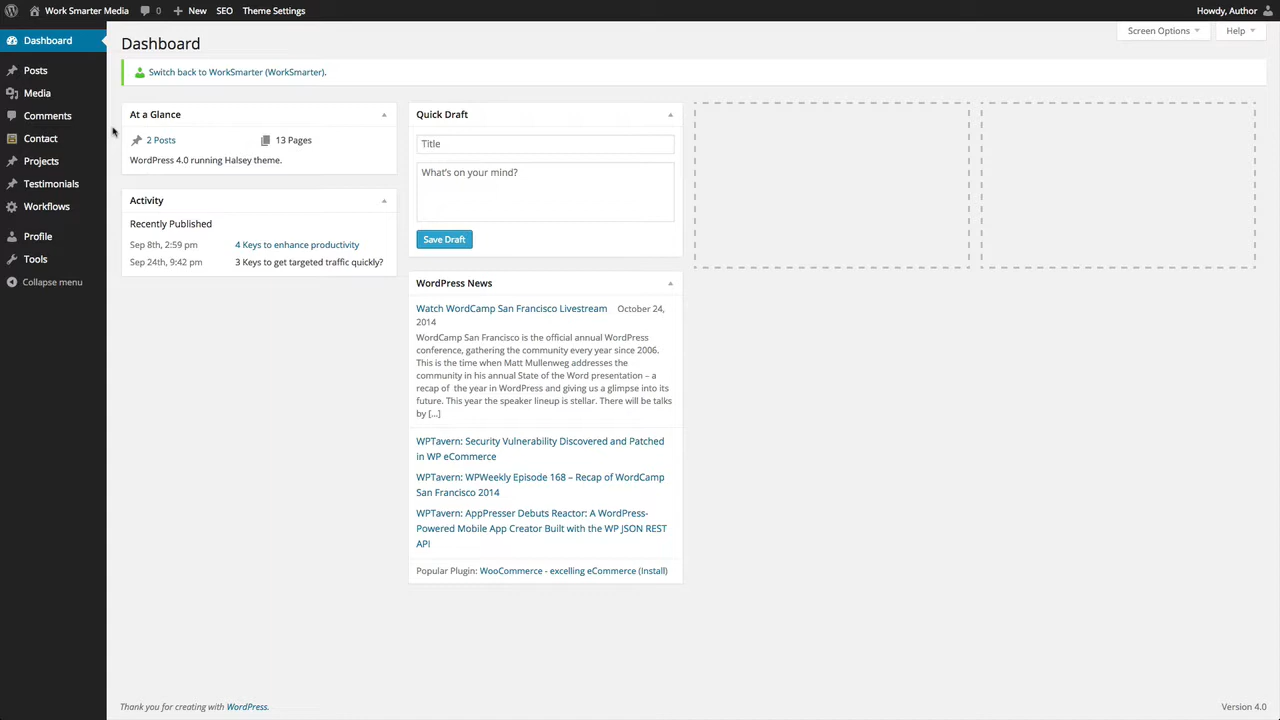 Work Smarter Media 0 New SEO Theme Settings Howdy, Author
Dashboard
Posts
Media
Comments
Contact
Projects
Testimonials
Workflows
Profile
Tools
Collapse menu
Screen Options Help
Dashboard
Switch back to WorkSmarter (WorkSmarter).
At a Glance
2 Posts 13 Pages
WordPress 4.0 running Halsey theme.
Activity
Recently Published
Sep 8th, 2:59 pm 4 Keys to enhance productivity
Sep 24th, 9:42 pm 3 Keys to get targeted traffic quickly?
Quick Draft
Title
What's on your mind?
Save Draft
WordPress News
Watch WordCamp San Francisco Livestream October 24,
2014
WordCamp San Francisco is the official annual WordPress
conference, gathering the community every year since 2006.
This is the time when Matt Mullenweg addresses the
community in his annual State of the Word presentation – a
recap of the year in WordPress and giving us a glimpse into its
future. This year the speaker lineup is stellar. There will be talks
by [...]
WPTavern: Security Vulnerability Discovered and Patched
in WP eCommerce
WPTavern: WPWeekly Episode 168 – Recap of WordCamp
San Francisco 2014
WPTavern: AppPresser Debuts Reactor: A WordPress-
Powered Mobile App Creator Built with the WP JSON REST
API
Popular Plugin: WooCommerce - excelling eCommerce (Install)
Thank you for creating with WordPress.
Version 4.0